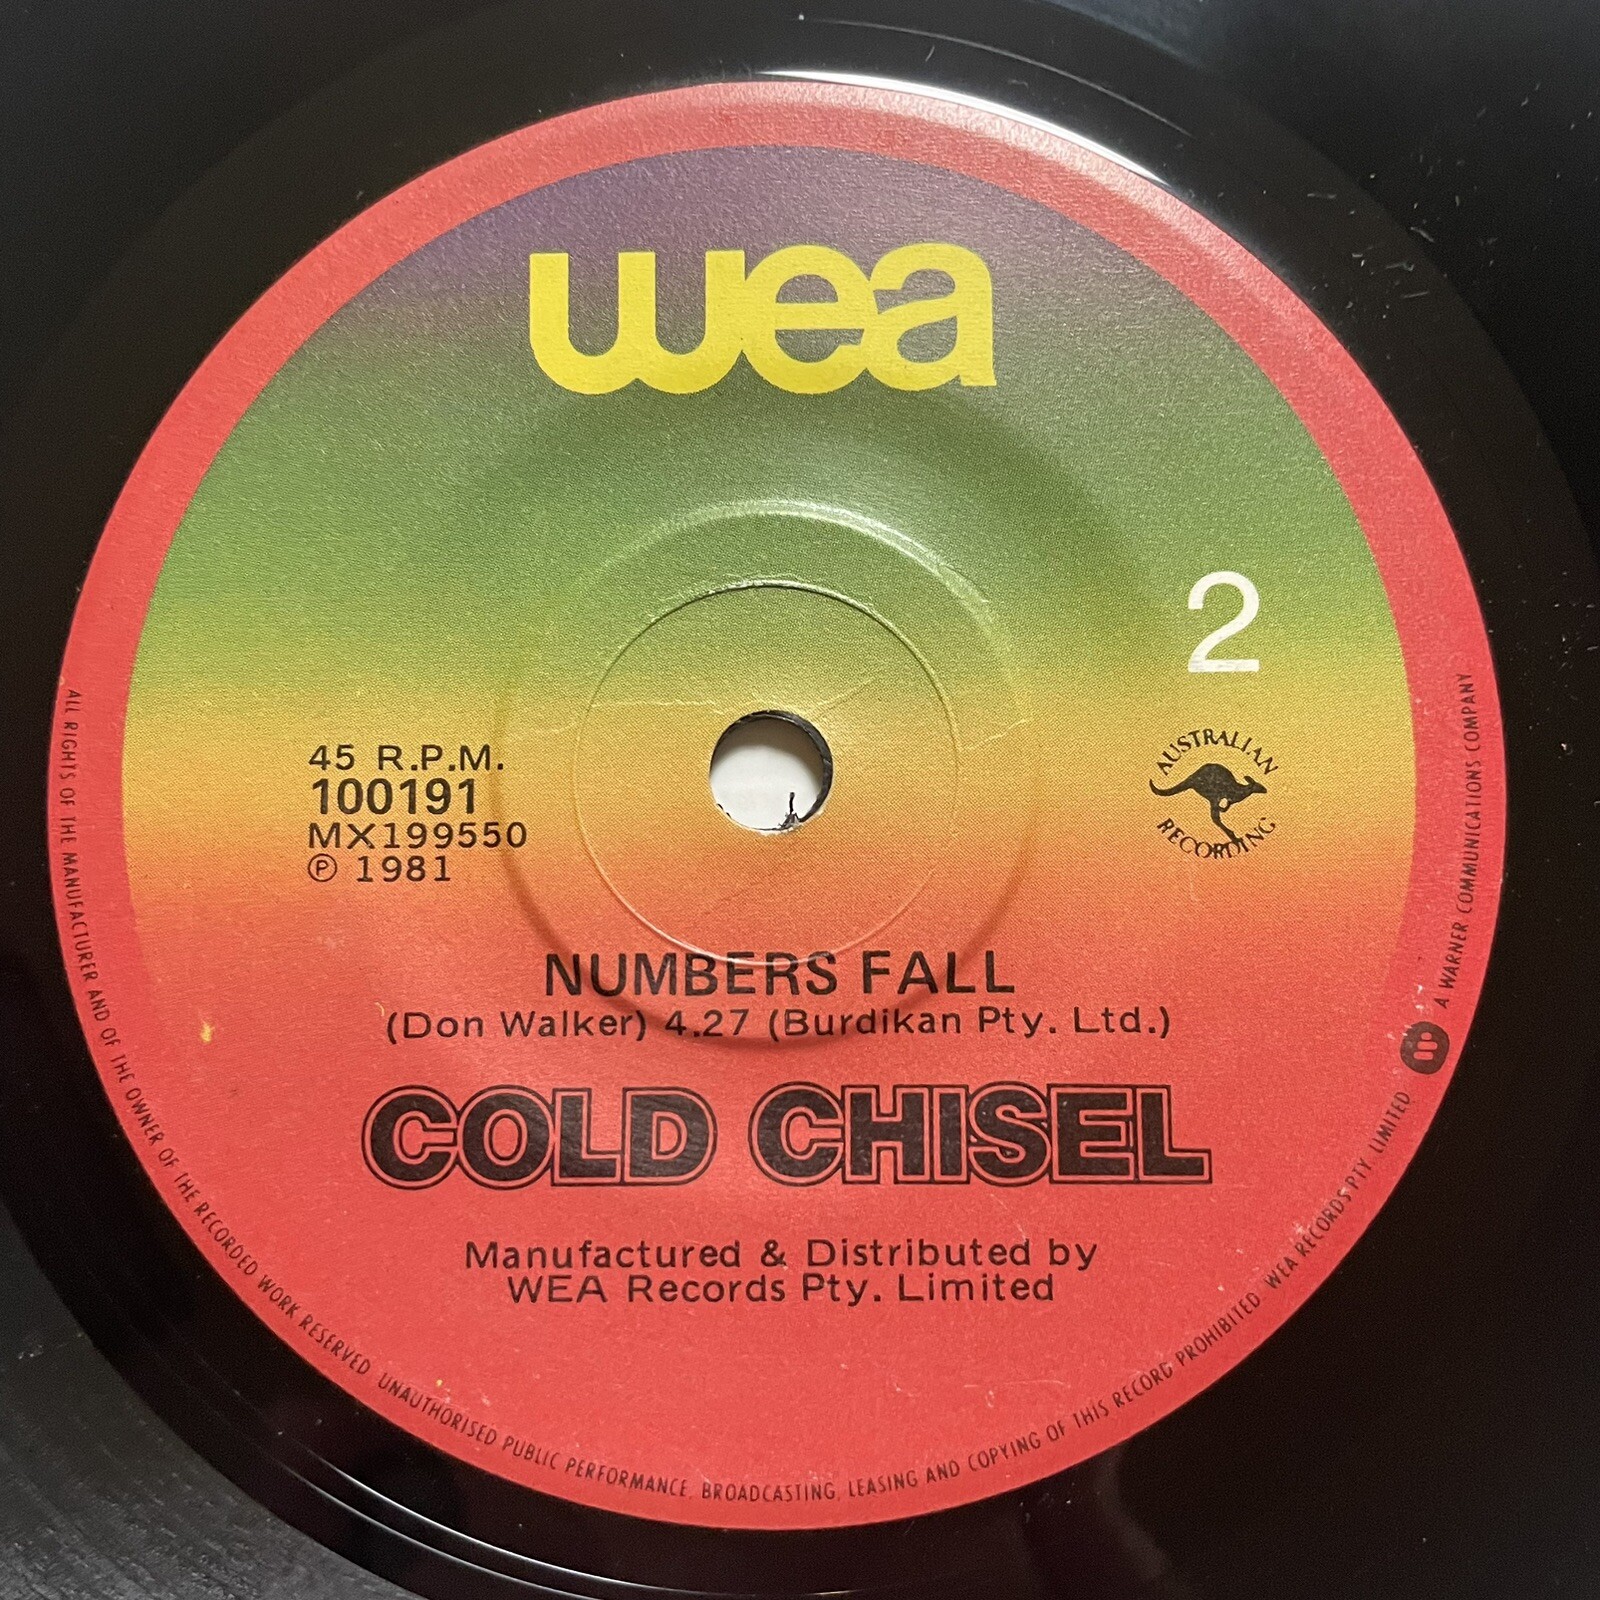 wea
2
AUSTRALIAN
RECORDING
45 R.P.M.
100191
MX199550
℗ 1981
NUMBERS FALL
(Don Walker) 4.27 (Burdikan Pty. Ltd.)
COLD CHISEL
Manufactured & Distributed by
WEA Records Pty. Limited
ALL RIGHTS OF THE MANUFACTURER AND OF THE OWNER OF THE RECORDED WORK RESERVED UNAUTHORISED PUBLIC PERFORMANCE, BROADCASTING, LEASING AND COPYING OF THIS RECORD PROHIBITED WEA RECORDS PTY. LIMITED
A WARNER COMMUNICATIONS COMPANY